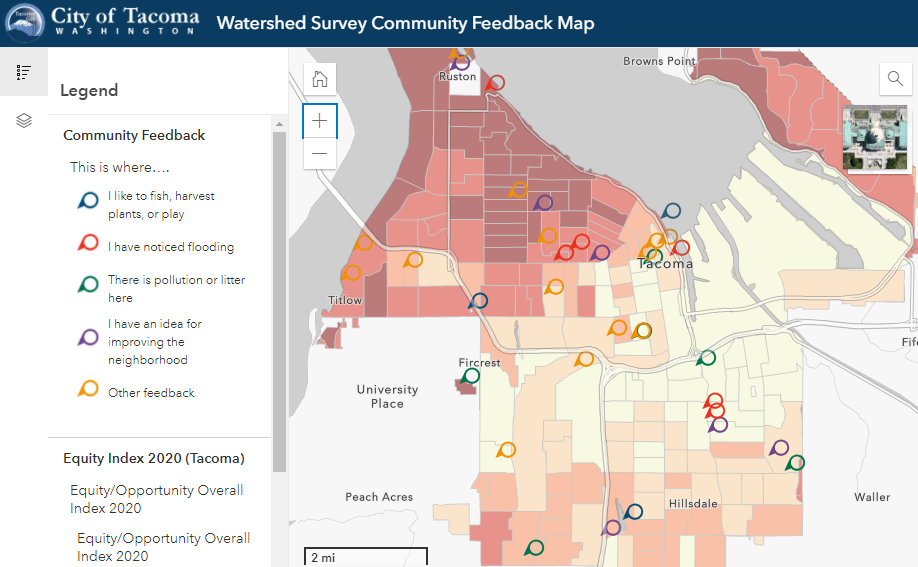 City of Tacoma
WASHINGTON
Watershed Survey Community Feedback Map
Legend
Community Feedback
This is where....
I like to fish, harvest
plants, or play
I have noticed flooding
There is pollution or litter
here
I have an idea for
improving the
neighborhood
Other feedback
Equity Index 2020 (Tacoma)
Equity/Opportunity Overall
Index 2020
Equity/Opportunity Overall
Index 2020
Browns Point
Ruston
Tacoma
Titlow
Fife
Fircrest
University
Place
Peach Acres
Hillsdale
Waller
2 mi